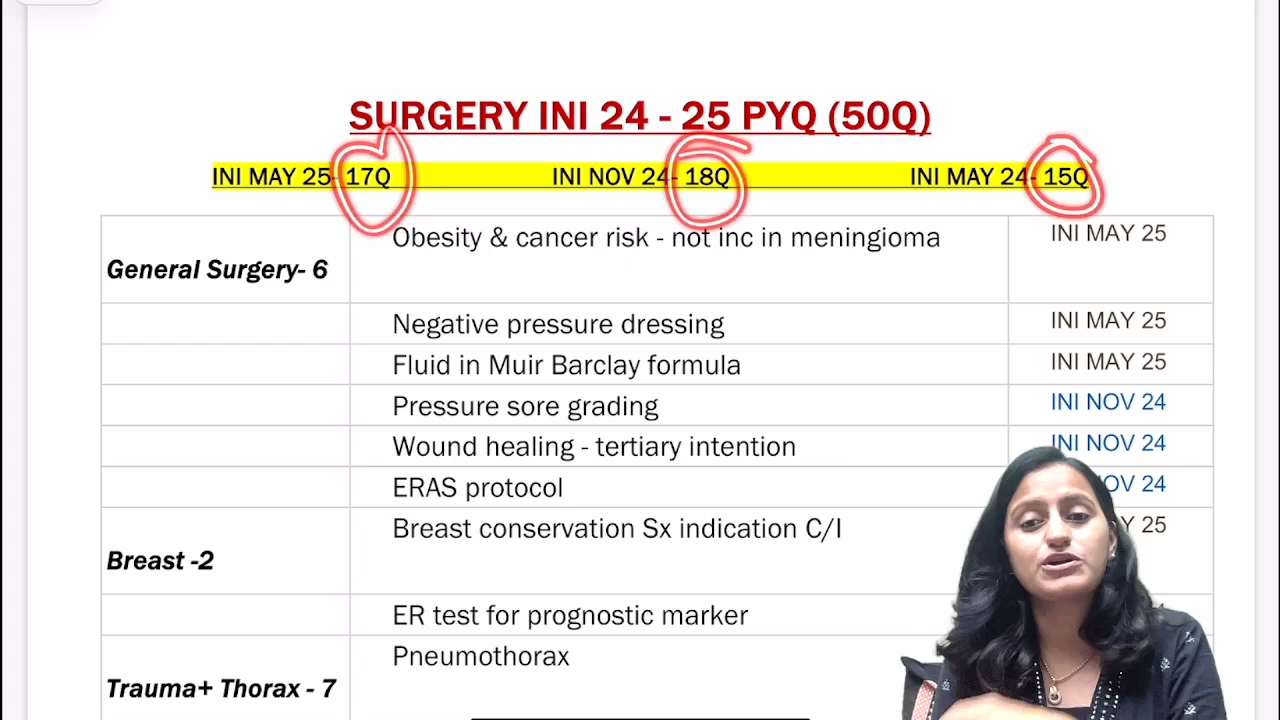 SURGERY INI 24 - 25 PYQ (50Q)
INI MAY 25- 17Q INI NOV 24- 18Q INI MAY 24- 15Q
General Surgery- 6 Obesity & cancer risk - not inc in meningioma INI MAY 25
Negative pressure dressing INI MAY 25
Fluid in Muir Barclay formula INI MAY 25
Pressure sore grading INI NOV 24
Wound healing - tertiary intention INI NOV 24
ERAS protocol NOV 24
Breast -2 Breast conservation Sx indication C/I Y 25
ER test for prognostic marker
Trauma+ Thorax - 7 Pneumothorax